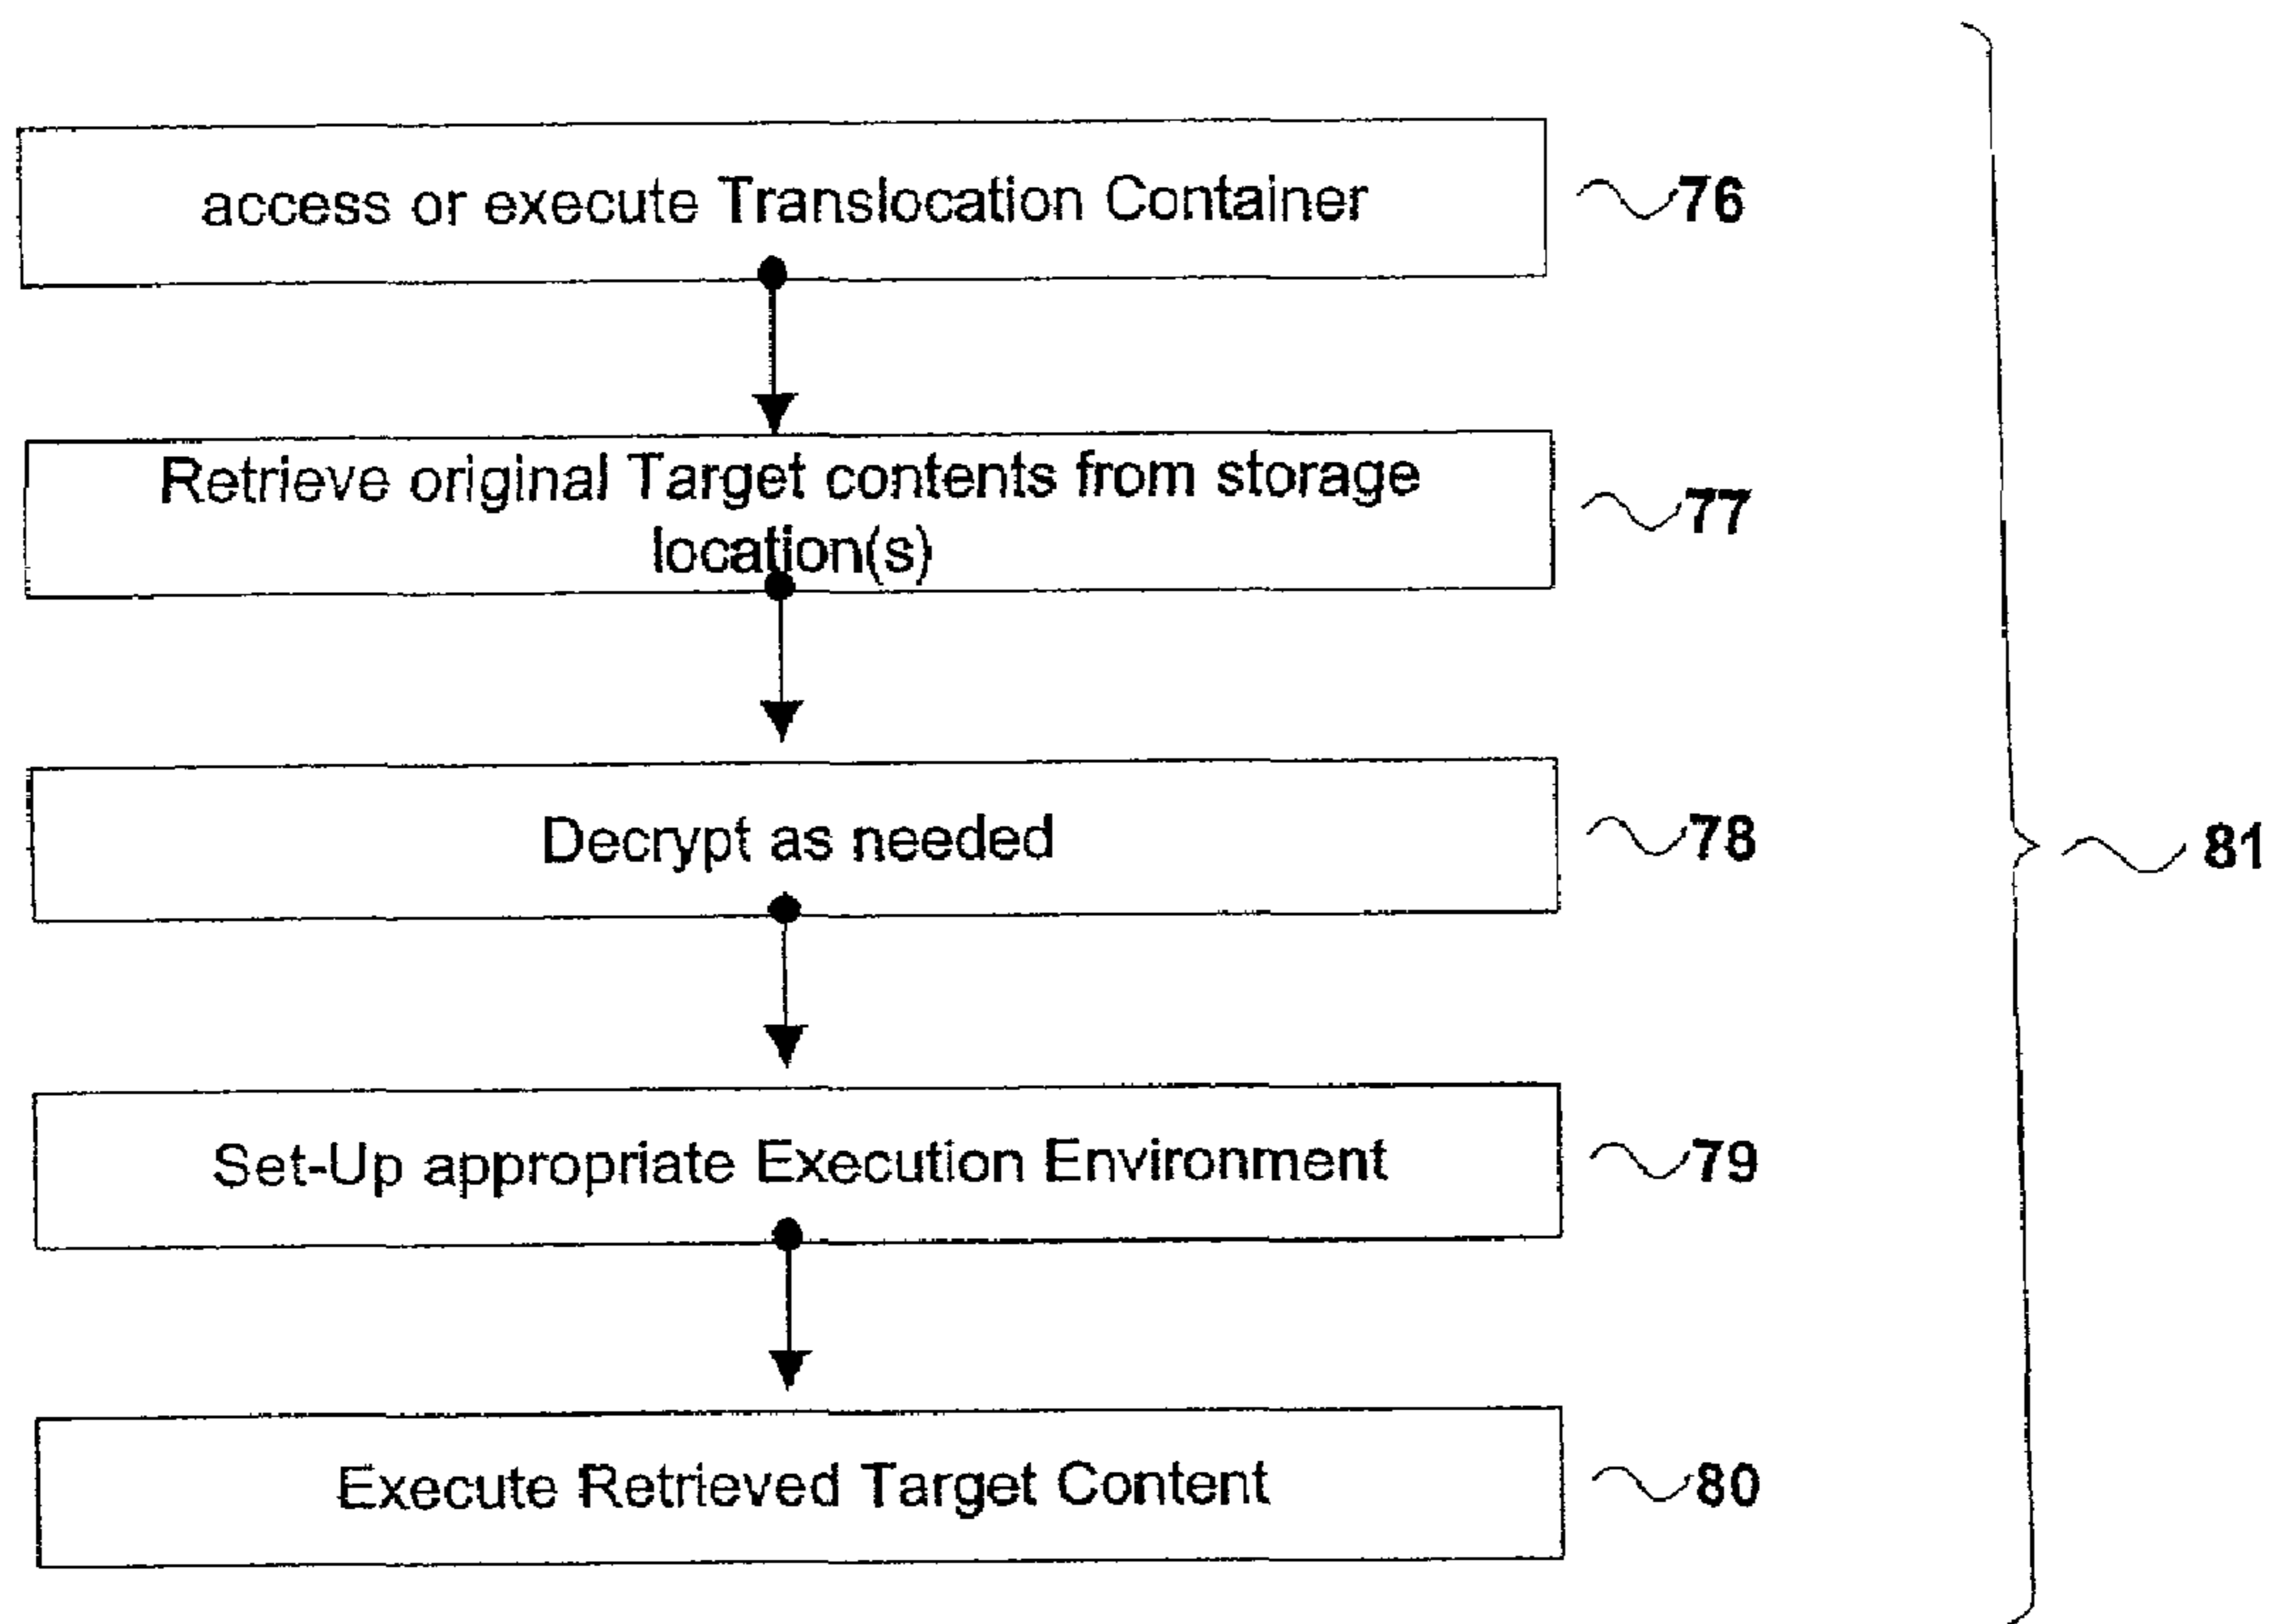 access or execute Translocation Container
76
Retrieve original Target contents from storage
location(s)
77
Decrypt as needed
78
81
Set-Up appropriate Execution Environment
79
Execute Retrieved Target Content
80